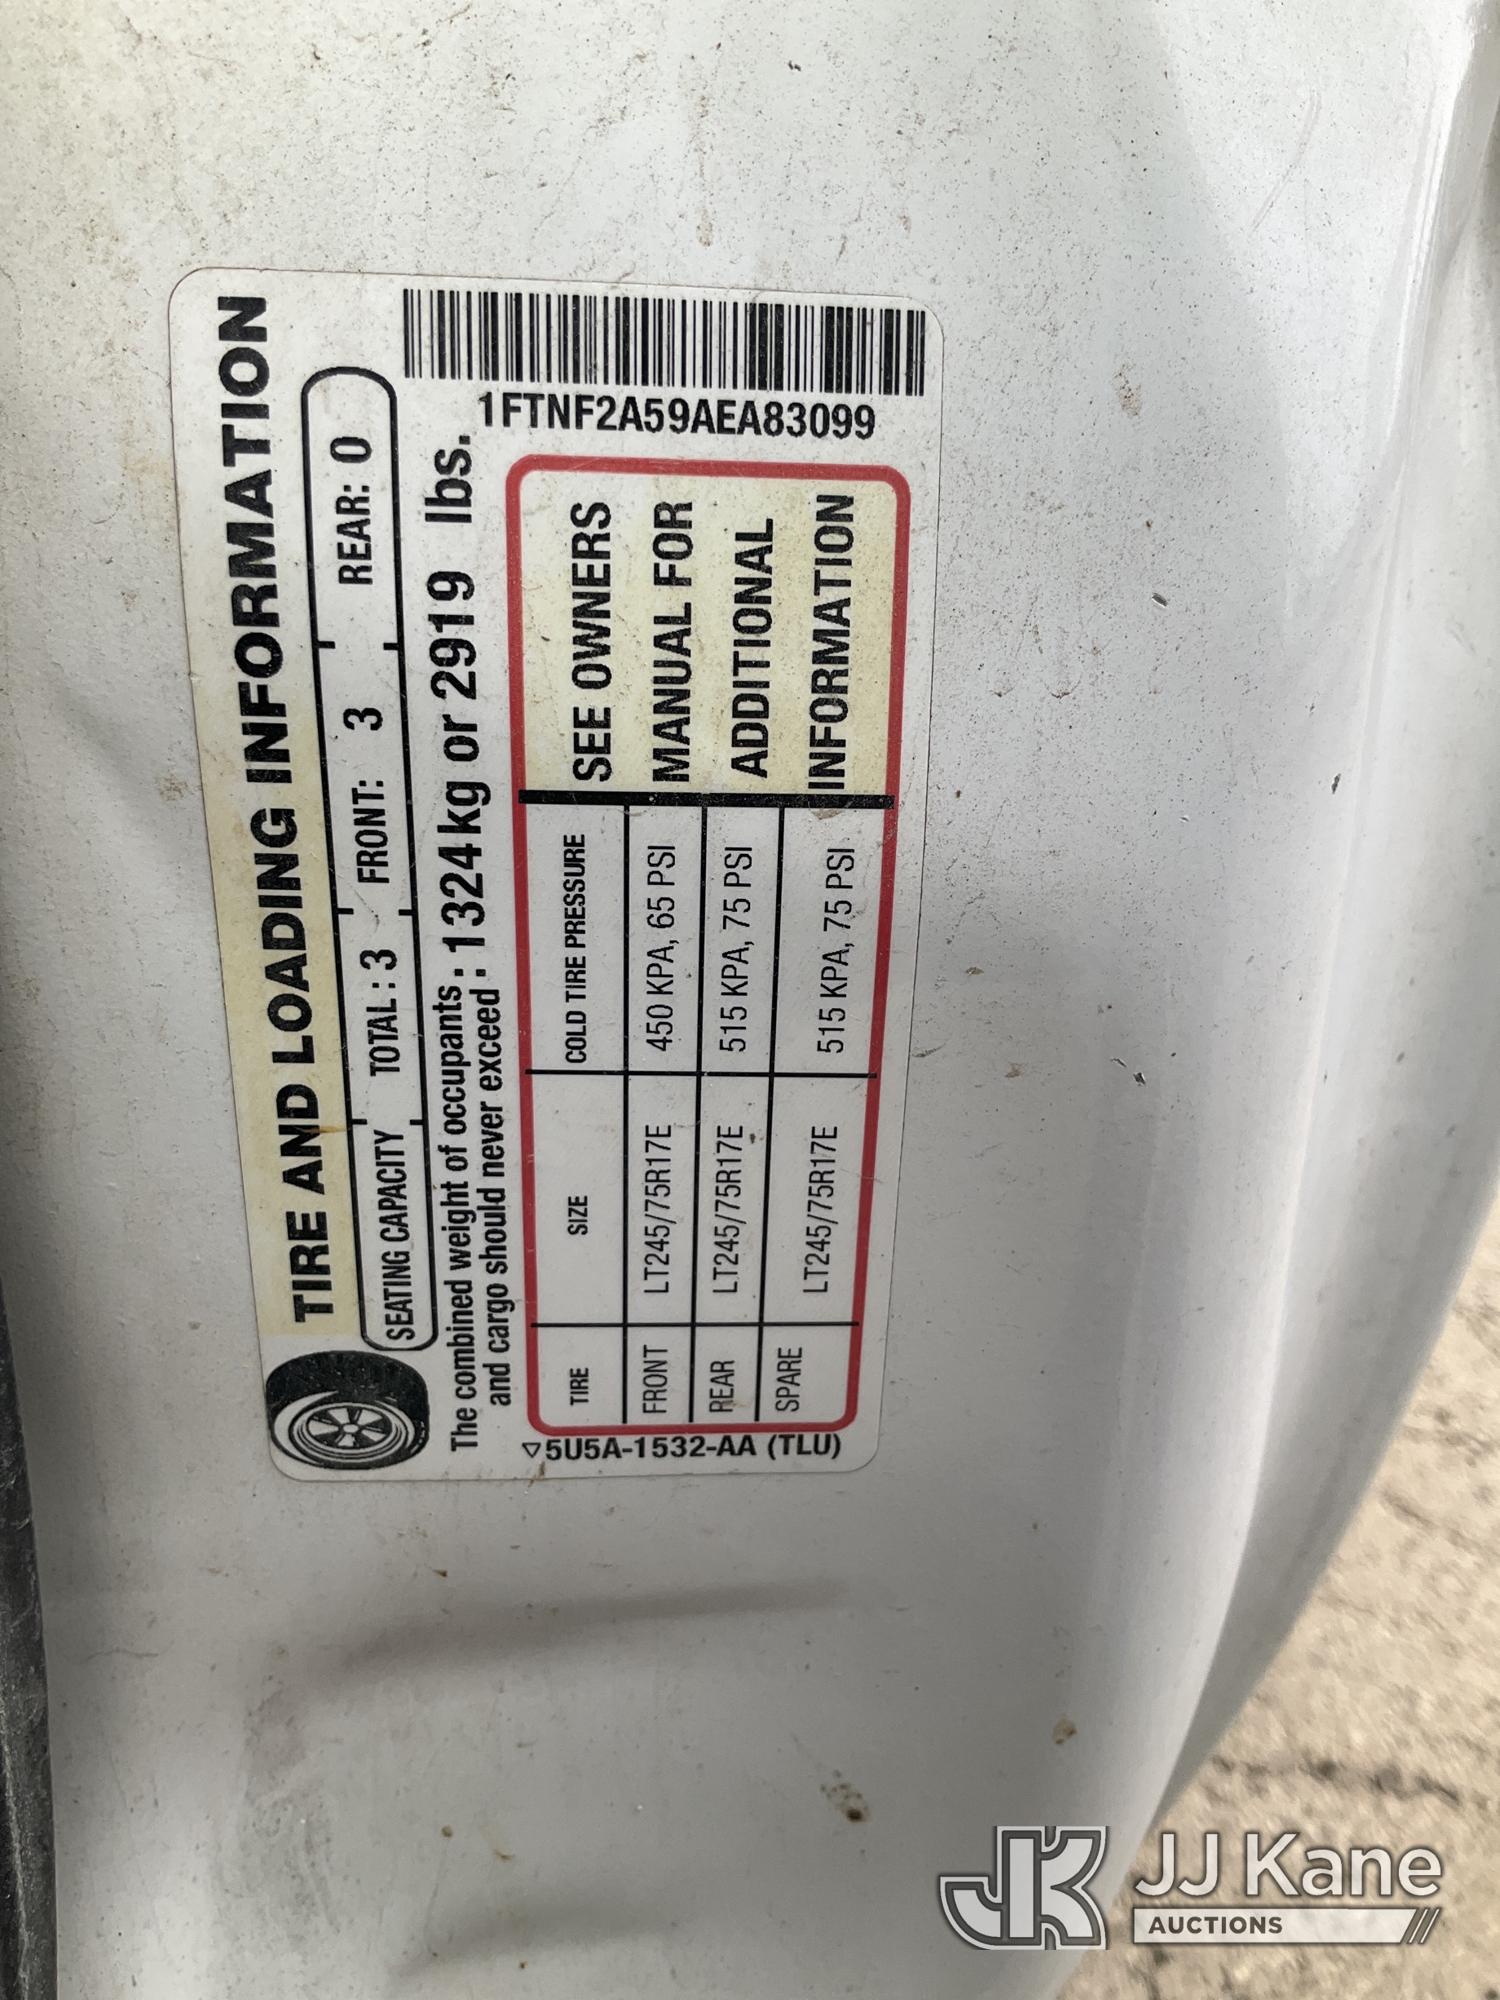 TIRE AND LOADING INFORMATION
SEATING CAPACITY TOTAL : 3 FRONT: 3 REAR: 0
The combined weight of occupants
and cargo should never exceed : 1324kg or 2919 lbs.
TIRE SIZE COLD TIRE PRESSURE
FRONT LT245/75R17E 450 KPA, 65 PSI
REAR LT245/75R17E 515 KPA, 75 PSI
SPARE LT245/75R17E 515 KPA, 75 PSI
SEE OWNERS
MANUAL FOR
ADDITIONAL
INFORMATION
1FTNF2A59AEA83099
5U5A-1532-AA (TLU)
JK
JJ Kane
AUCTIONS